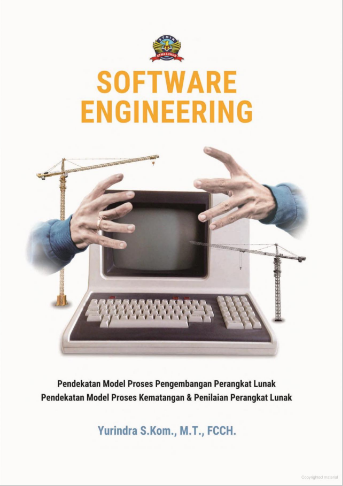 SOFTWARE
ENGINEERING
Pendekatan Model Proses Pengembangan Perangkat Lunak
Pendekatan Model Proses Kematangan & Penilaian Perangkat Lunak
Yurindra S.Kom., M.T., FCCH.